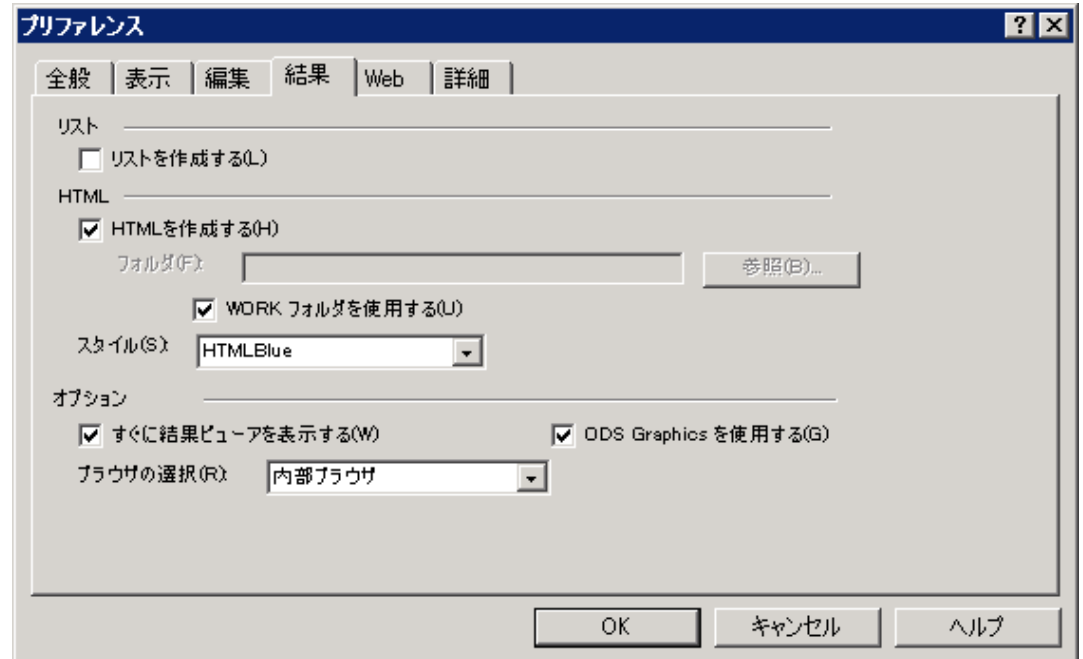 プリファレンス
全般 表示 編集 結果 Web 詳細
リスト
リストを作成する(L)
HTML
HTMLを作成する(H)
フォルダ(F): 参照(B)...
WORK フォルダを使用する(U)
スタイル(S): HTMLBlue
オプション
すぐに結果ビューアを表示する(W) ODS Graphics を使用する(G)
ブラウザの選択(R): 内部ブラウザ
OK キャンセル ヘルプ